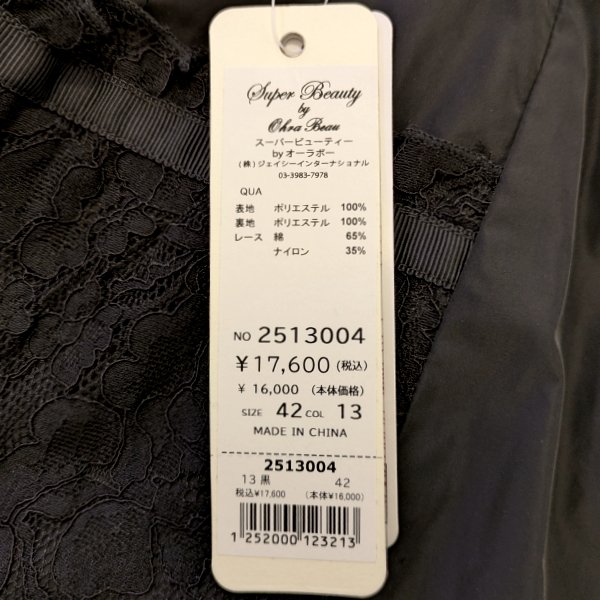 Super Beauty
by
Ohra Beau
スーパービューティー
by オーラボー
(株)ジェイシーインターナショナル
03-3983-7978
QUA
表地 ポリエステル 100%
裏地 ポリエステル 100%
レース 綿 65%
ナイロン 35%
NO 2513004
¥17,600 (税込)
¥ 16,000 (本体価格)
SIZE 42 COL 13
MADE IN CHINA
2513004
13 黒 42
税込¥17,600 (本体¥16,000)
1 252000 123213